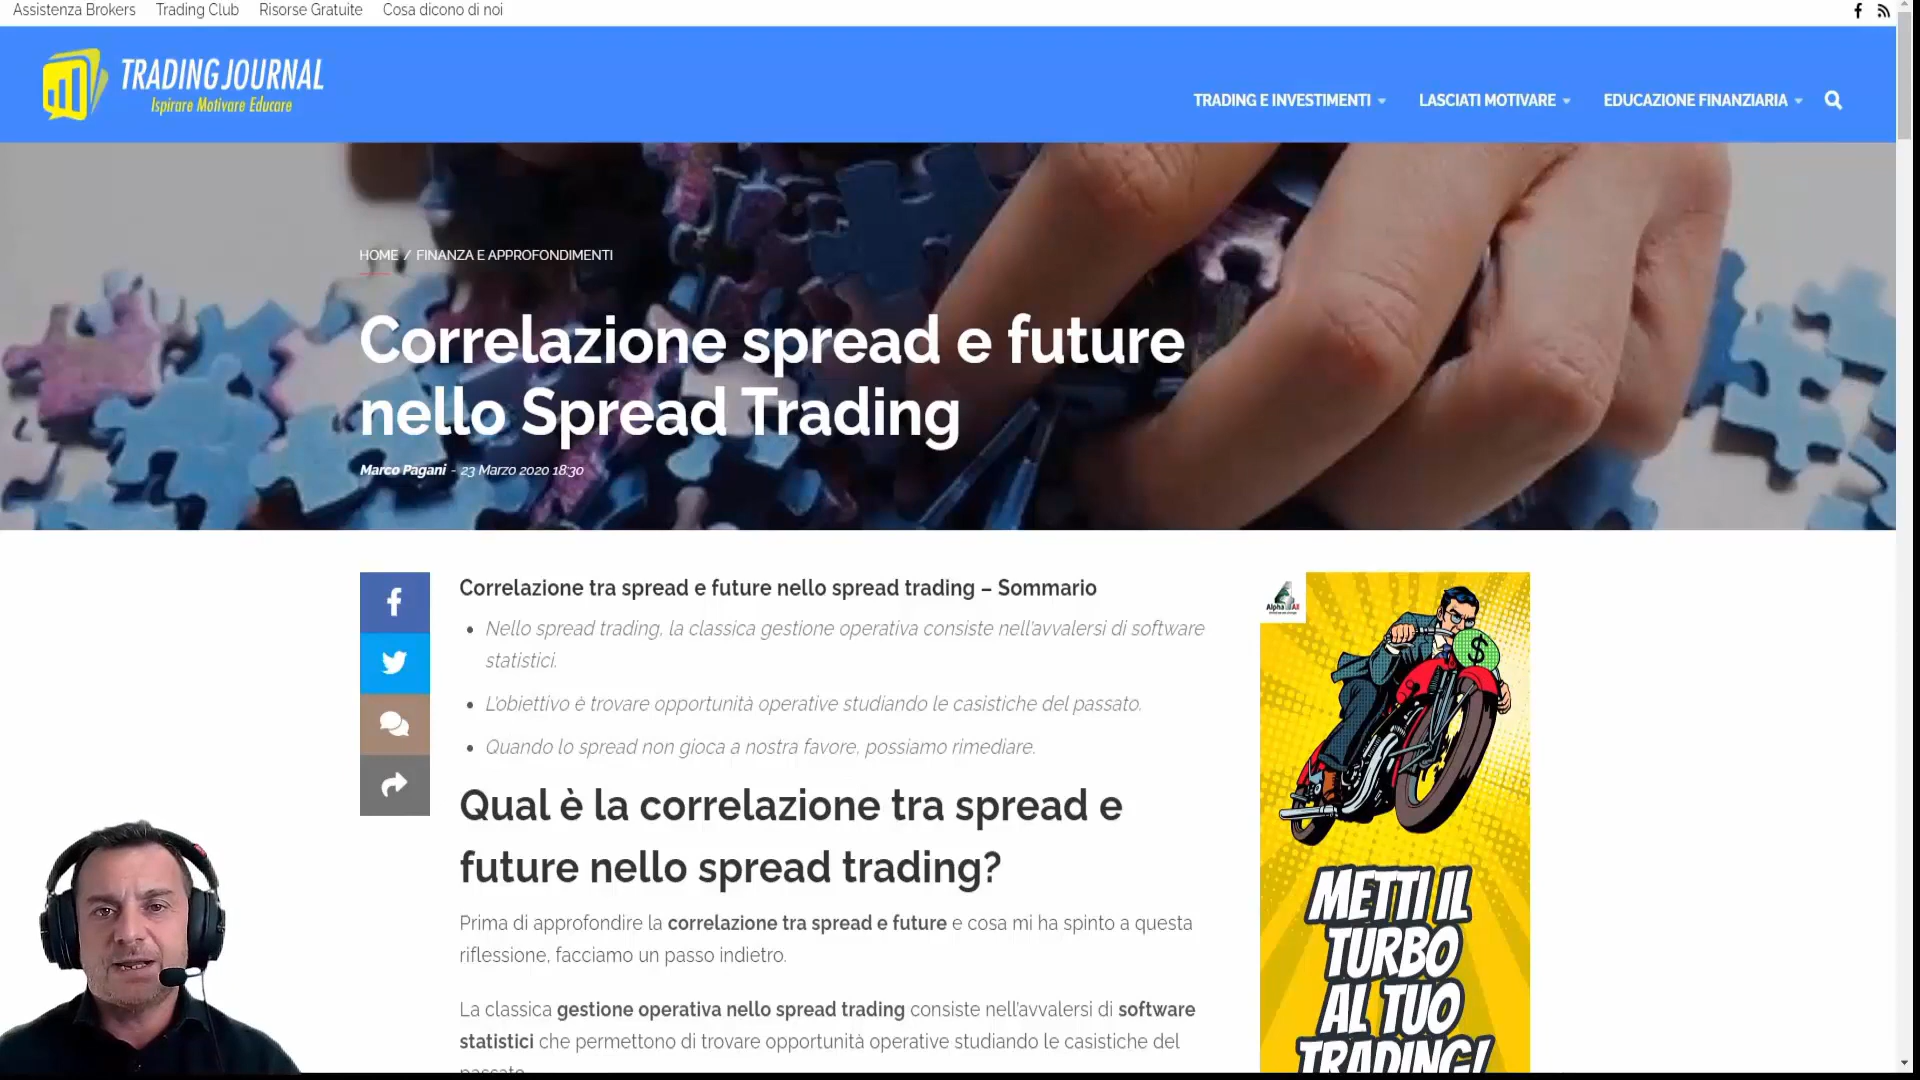 Assistenza Brokers Trading Club Risorse Gratuite Cosa dicono di noi
TRADING JOURNAL
Ispirare Motivare Educare
TRADING E INVESTIMENTI LASCIATI MOTIVARE EDUCAZIONE FINANZIARIA
HOME / FINANZA E APPROFONDIMENTI
Correlazione spread e future
nello Spread Trading
Marco Pagani - 23 Marzo 2020 18:30
Correlazione tra spread e future nello spread trading – Sommario
• Nello spread trading, la classica gestione operativa consiste nell'avvalersi di software
statistici.
• L'obiettivo è trovare opportunità operative studiando le casistiche del passato.
• Quando lo spread non gioca a nostra favore, possiamo rimediare.
Qual è la correlazione tra spread e
future nello spread trading?
Prima di approfondire la correlazione tra spread e future e cosa mi ha spinto a questa
riflessione, facciamo un passo indietro.
La classica gestione operativa nello spread trading consiste nell'avvalersi di software
statistici che permettono di trovare opportunità operative studiando le casistiche del
passato.
$
METTI IL
TURBO
AL TUO
TRADING!